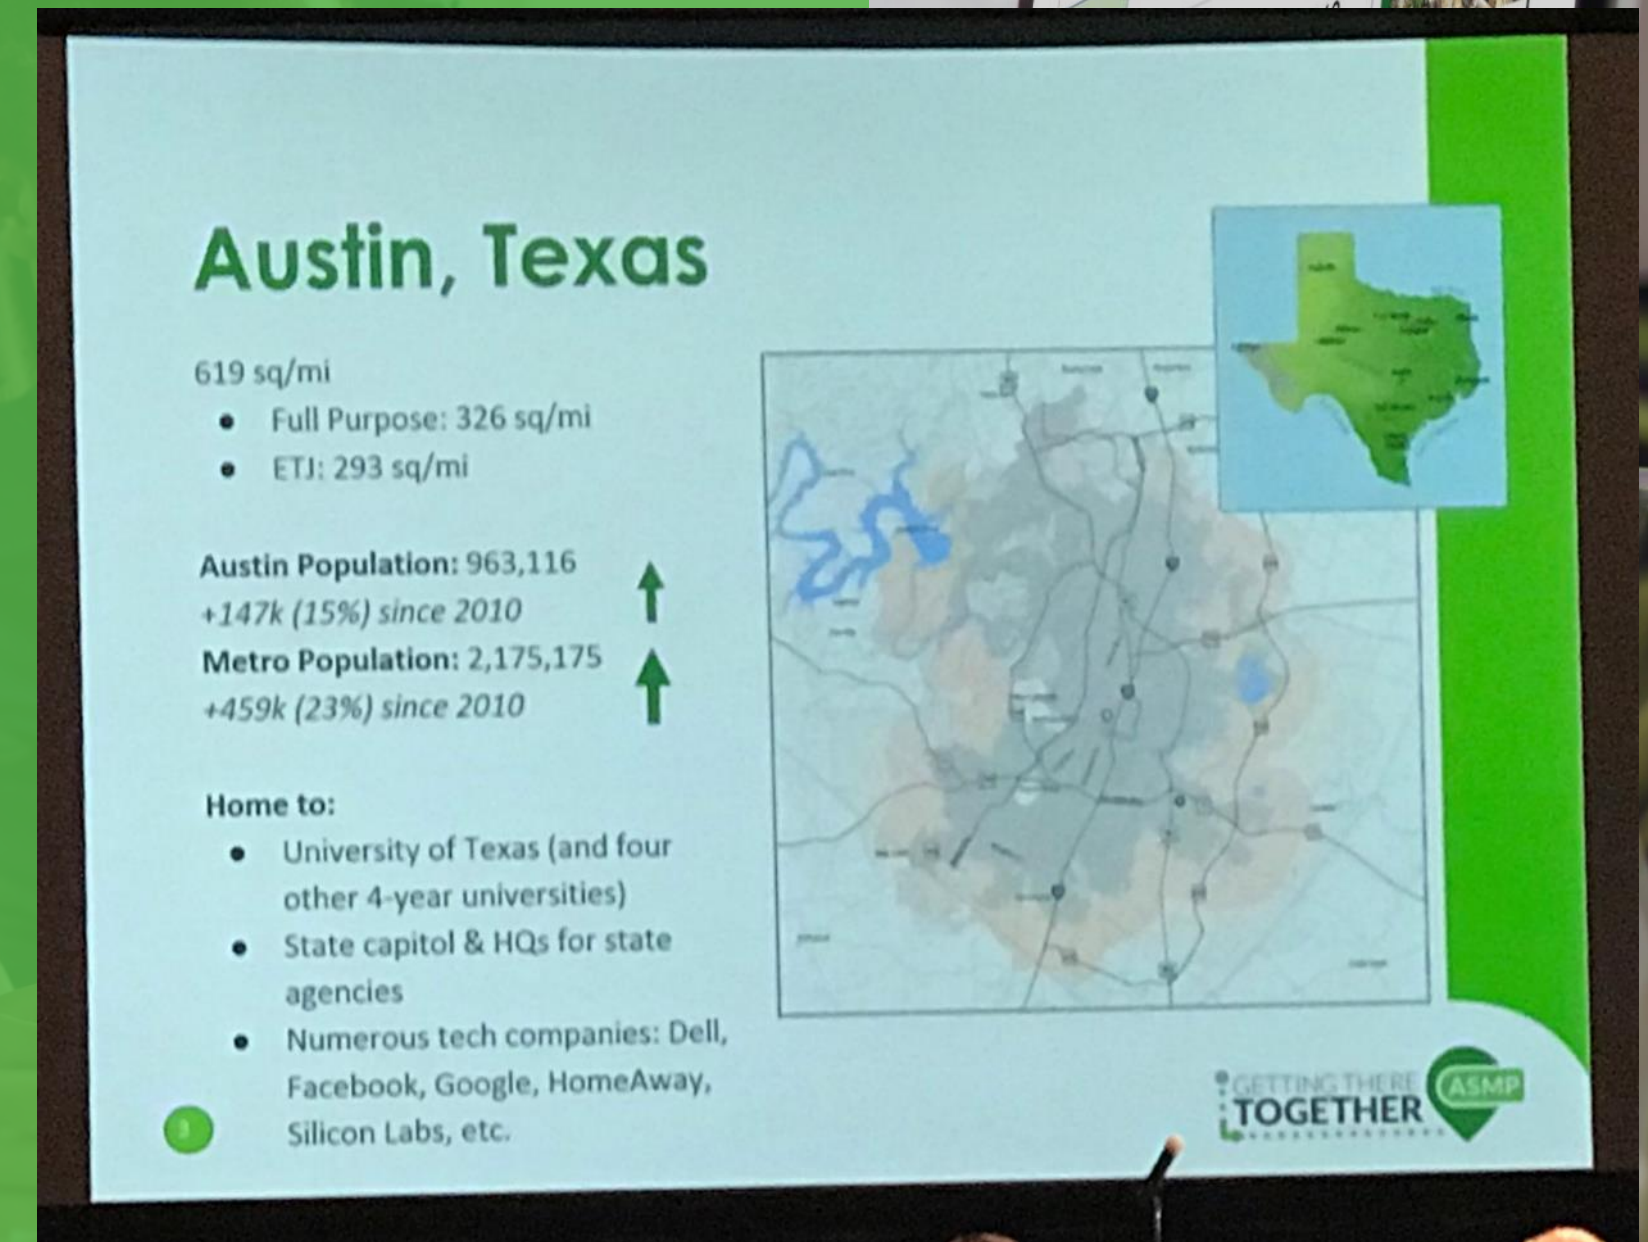 Austin, Texas
619 sq/mi
● Full Purpose: 326 sq/mi
● ETJ: 293 sq/mi
Austin Population: 963,116
+147k (15%) since 2010
Metro Population: 2,175,175
+459k (23%) since 2010
Home to:
● University of Texas (and four
other 4-year universities)
● State capitol & HQs for state
agencies
● Numerous tech companies: Dell,
Facebook, Google, HomeAway,
Silicon Labs, etc.
3
GETTING THERE
TOGETHER
ASMP